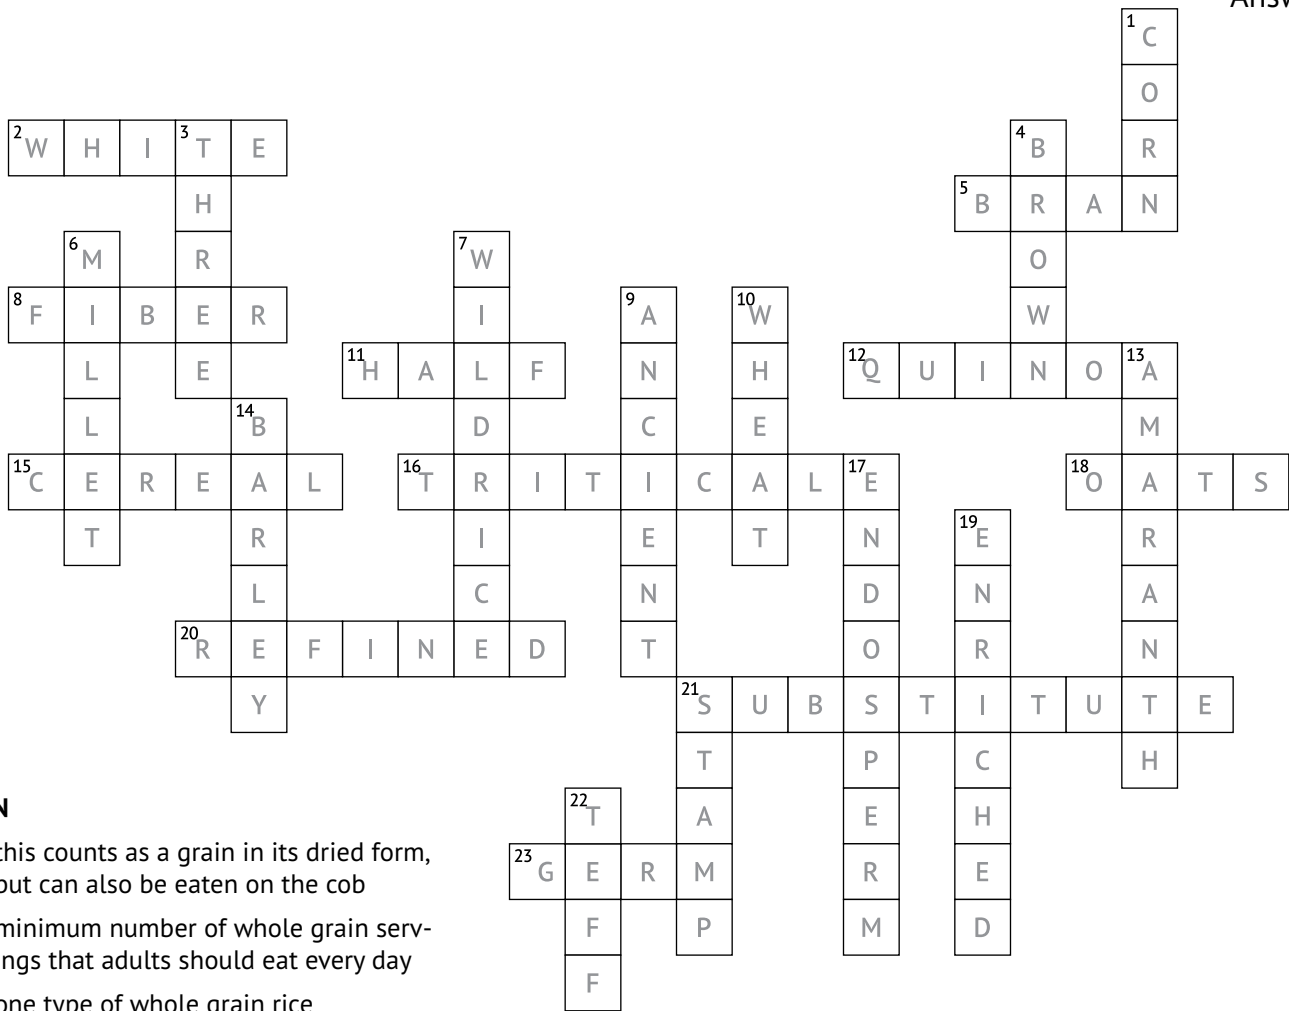 Answ
1 C
O
2 W H I 3 T E 4 B R
H 5 B R A N
6 M R 7 W O
8 F I B E R I 9 A 10 W W
L E 11 H A L F N H 12 Q U I N O 13 A
L 14 B D C E M
15 C E R E A L 16 T R I T I C A L 17 E 18 O A T S
T R I E T N 19 E R
L C N D N A
20 R E F I N E D T O R N
Y 21 S U B S T I T U T E
T P C H
22 T A E H
23 G E R M R E
F P M D
F
N
this counts as a grain in its dried form,
but can also be eaten on the cob
minimum number of whole grain serv-
ings that adults should eat every day
one type of whole grain rice